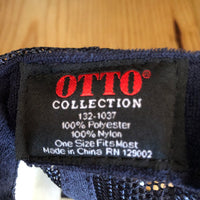 OTTO®
COLLECTION
132-1037
100% Polyester
100% Nylon
One Size Fits Most
Made in China RN 129002